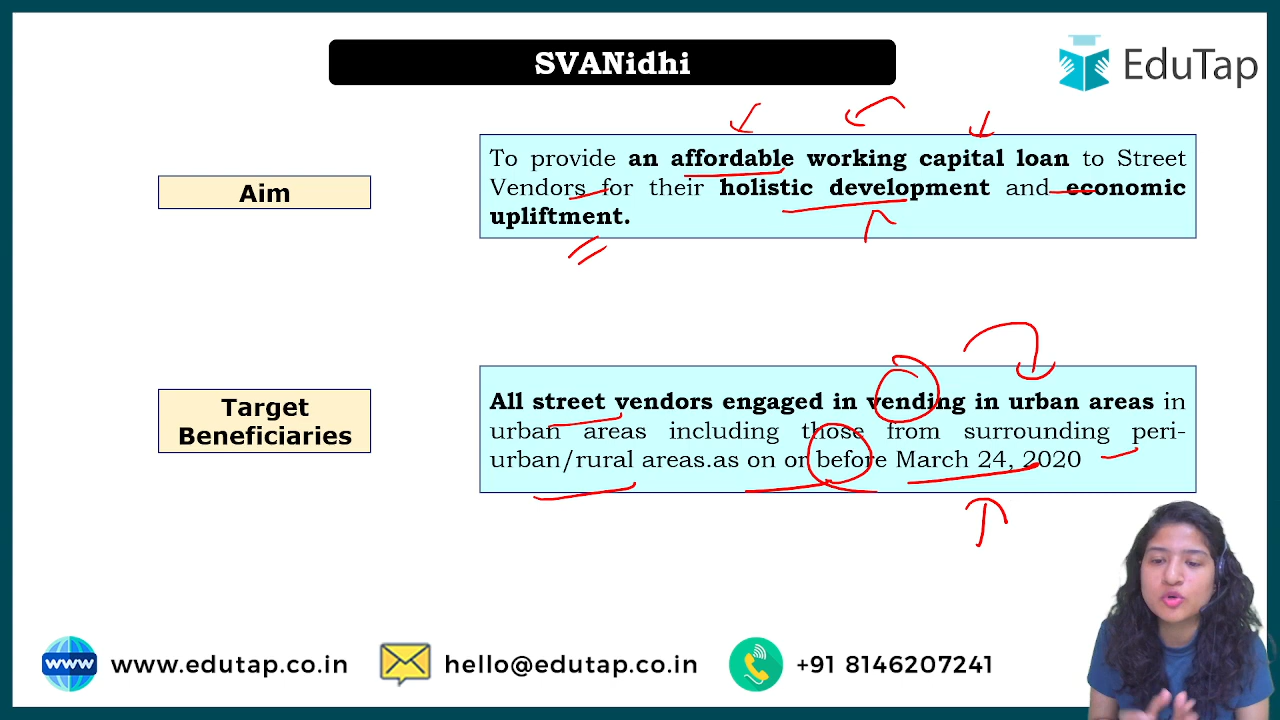 SVANidhi
EduTap
Aim
To provide an affordable working capital loan to Street
Vendors for their holistic development and economic
upliftment.
Target
Beneficiaries
All street vendors engaged in vending in urban areas in
urban areas including those from surrounding peri-
urban/rural areas.as on or before March 24, 2020
www
www.edutap.co.in
hello@edutap.co.in
+91 8146207241